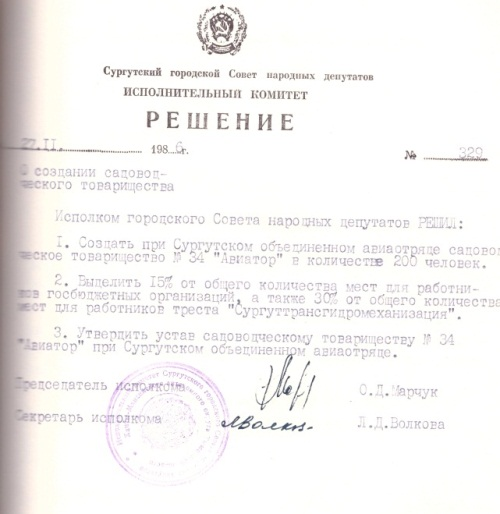 Сургутский городской Совет народных депутатов
ИСПОЛНИТЕЛЬНЫЙ КОМИТЕТ
РЕШЕНИЕ
27.II. 1986г. № 329
О создании садовод-
ческого товарищества
Исполком городского Совета народных депутатов РЕШИЛ:
I. Создать при Сургутском объединенном авиаотряде садовод
ческое товарищество № 34 "Авиатор" в количестве 200 человек.
2. Выделить 15% от общего количества мест для работни-
ков госбюджетных организаций, а также 30% от общего количества
мест для работников треста "Сургуттрансгидромеханизация".
3. Утвердить устав садоводческому товариществу № 34
"Авиатор" при Сургутском объединенном авиаотряде.
Председатель исполкома С.Д.Марчук
Секретарь исполкома Л.Д.Волкова